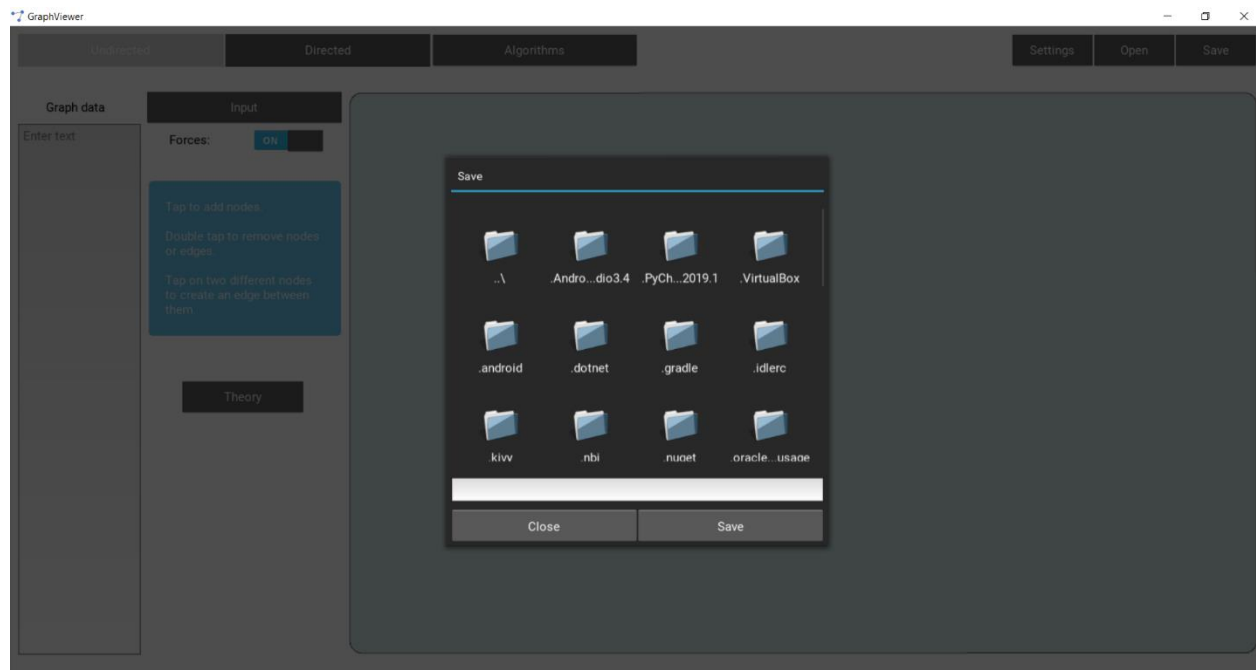 GraphViewer
Undirected Directed Algorithms Settings Open Save
Graph data Input
Enter text
Forces: ON
Tap to add nodes.
Double tap to remove nodes
or edges.
Tap on two different nodes
to create an edge between
them
Theory
Save
..\ .Andro...dio3.4 .PyCh...2019.1 .VirtualBox
.android .dotnet .gradle .idlerc
.kivy .nbi .nuget .oracle...usage
Close Save